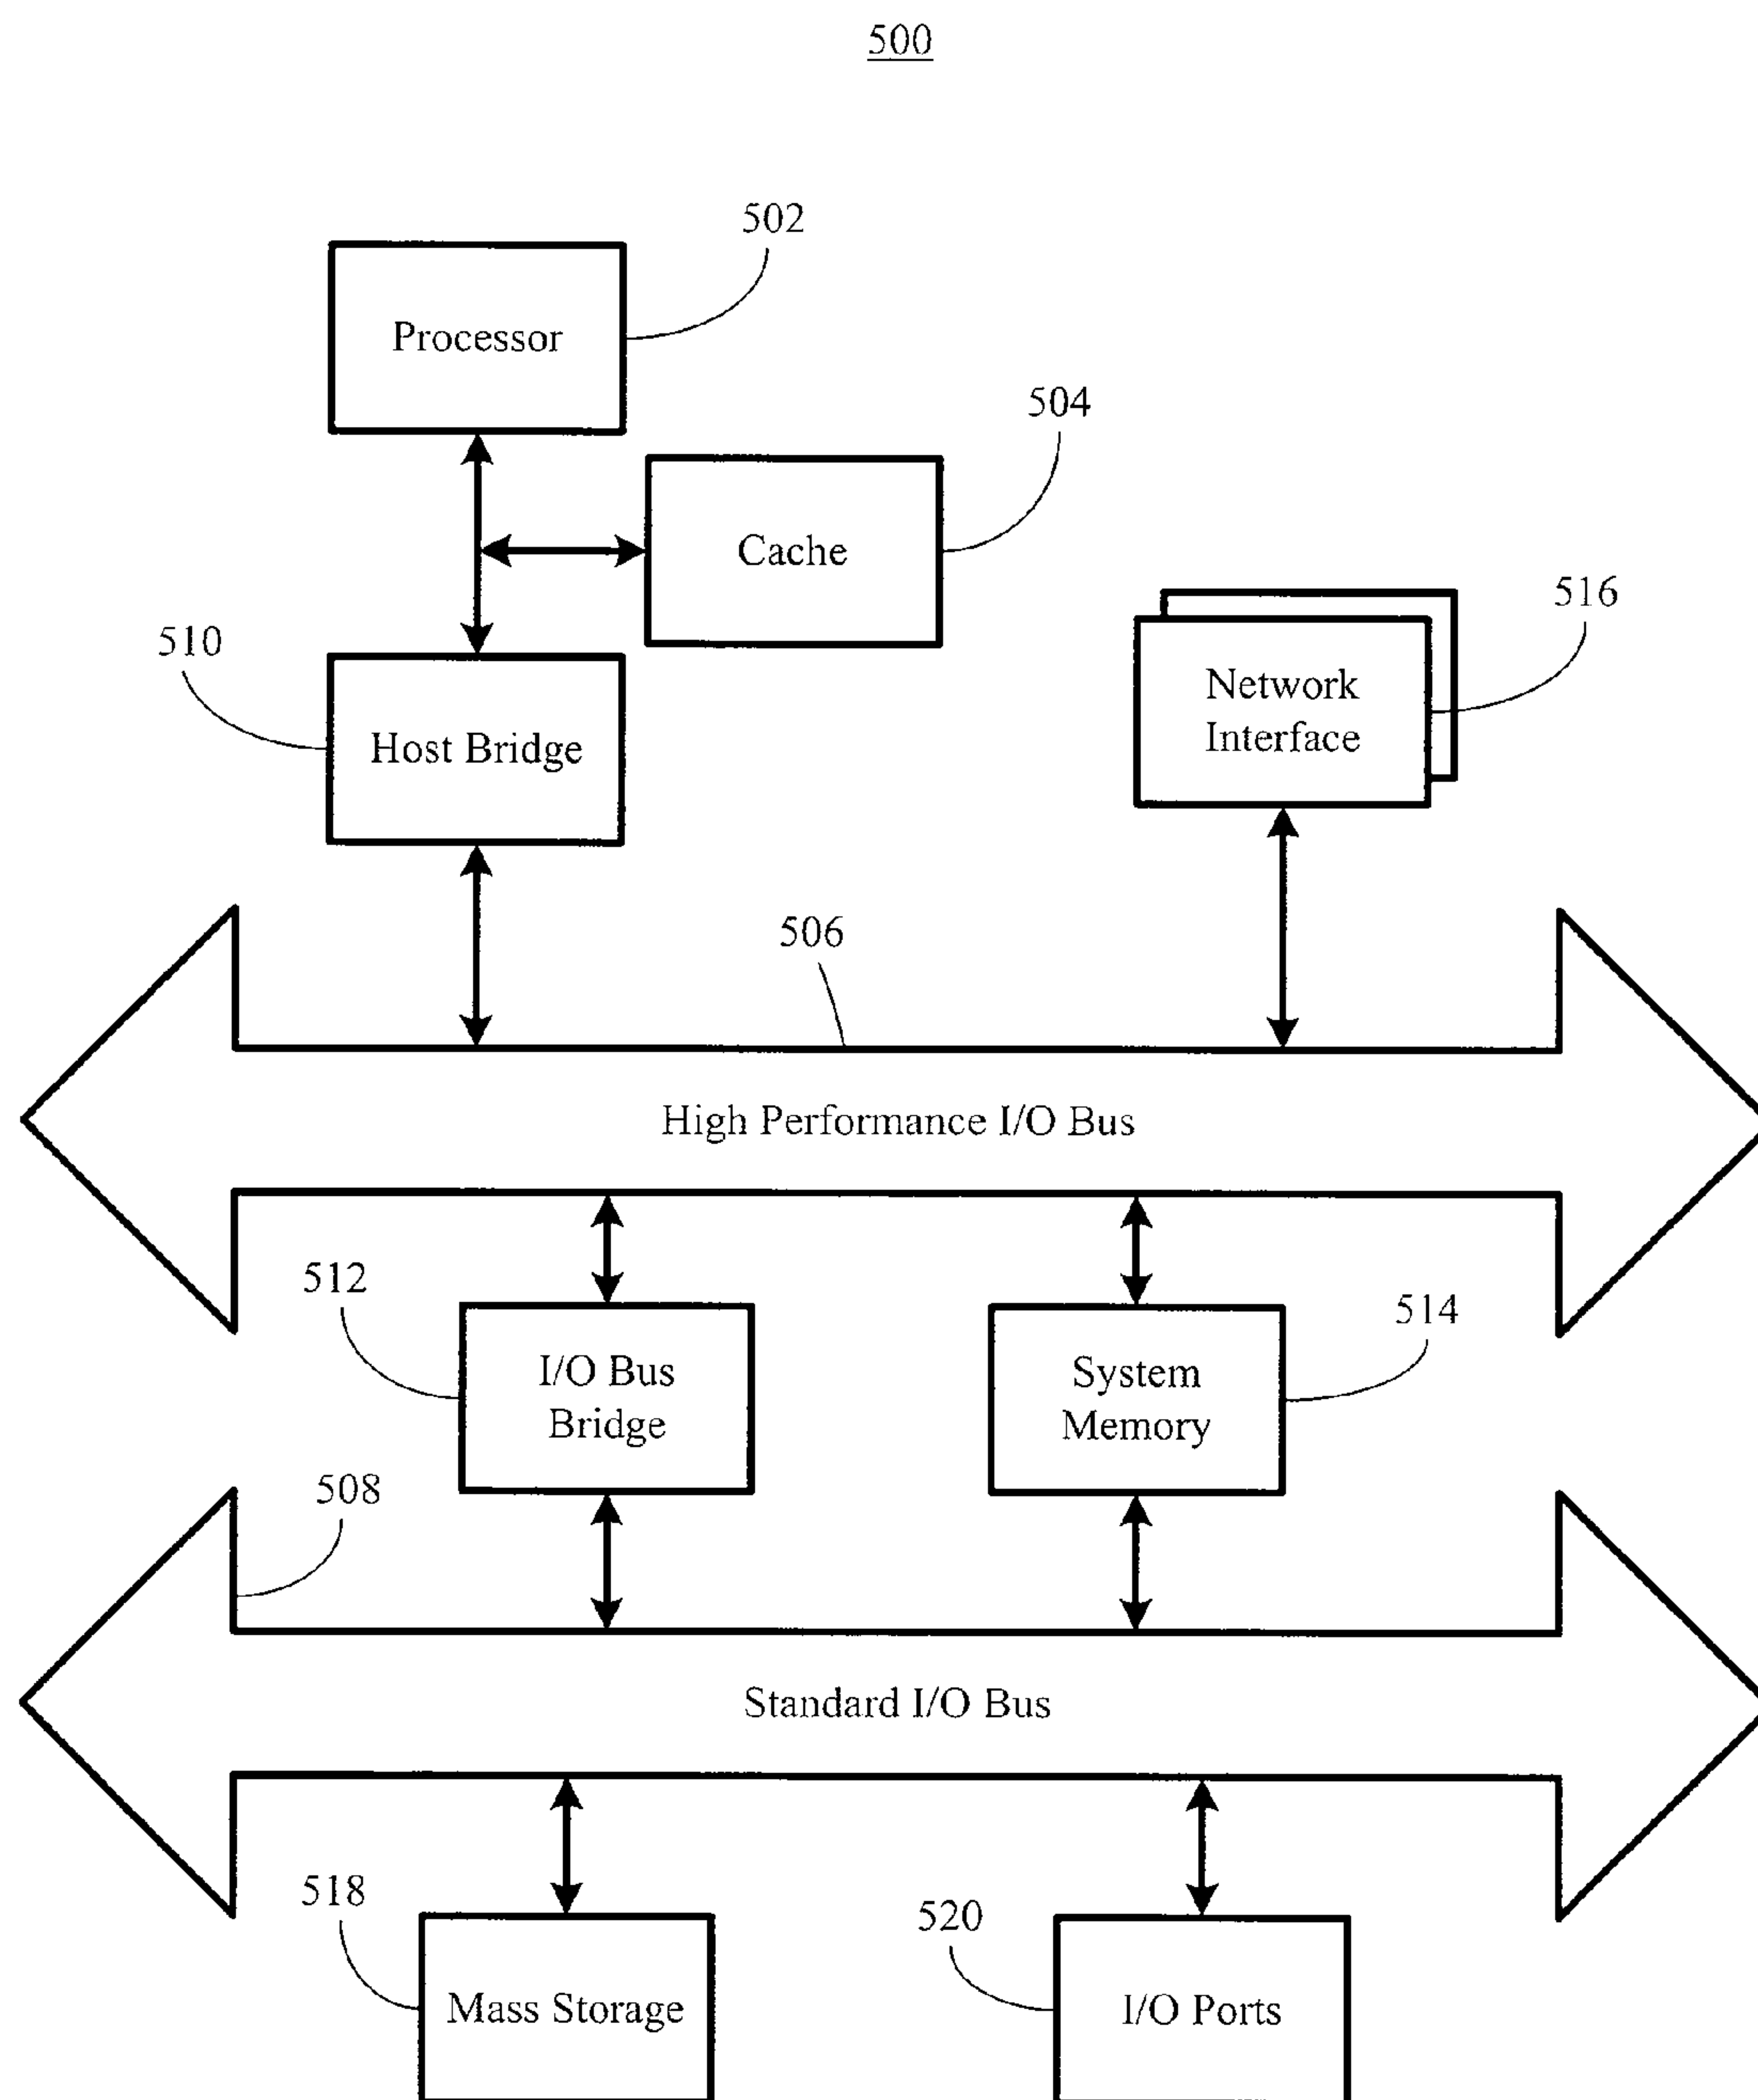 500
502
Processor
504
Cache
516
510
Network
Interface
Host Bridge
506
High Performance I/O Bus
512
514
I/O Bus
Bridge
System
Memory
508
Standard I/O Bus
518
520
Mass Storage
I/O Ports